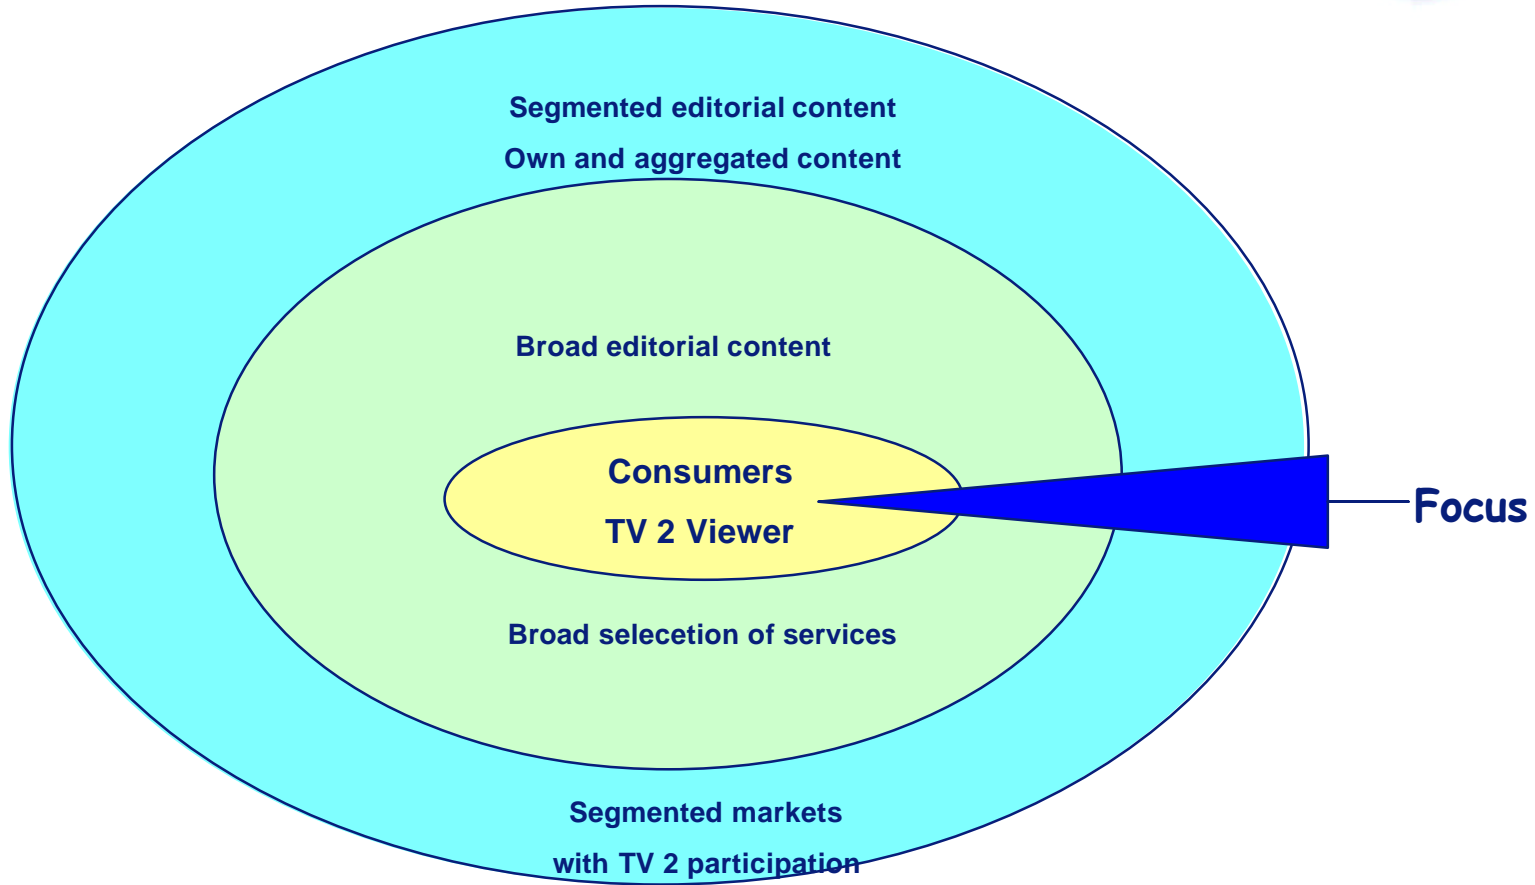 Segmented editorial content
Own and aggregated content
Broad editorial content
Consumers
TV 2 Viewer
Focus
Broad selecetion of services
Segmented markets
with TV 2 participation